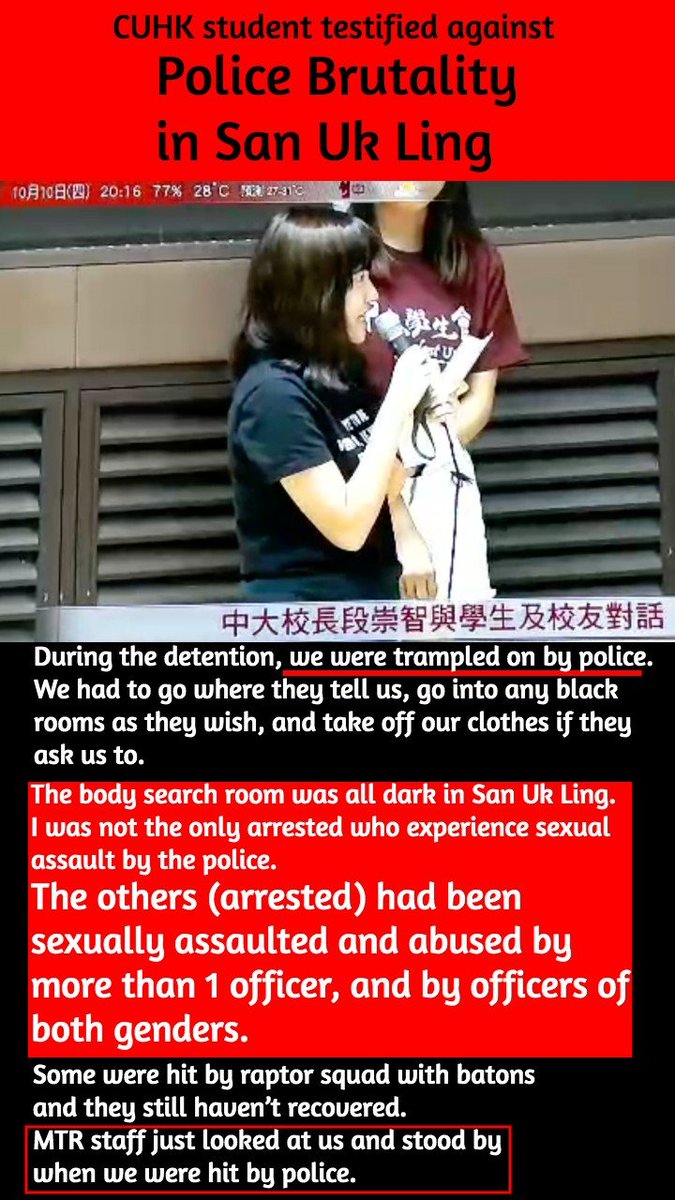 CUHK student testified against
Police Brutality
in San Uk Ling
10月10日(四) 20:16 77% 28°C 預測 27-31°C
學生會
中大校長段崇智與學生及校友對話
During the detention, we were trampled on by police.
We had to go where they tell us, go into any black
rooms as they wish, and take off our clothes if they
ask us to.
The body search room was all dark in San Uk Ling.
I was not the only arrested who experience sexual
assault by the police.
The others (arrested) had been
sexually assaulted and abused by
more than 1 officer, and by officers of
both genders.
Some were hit by raptor squad with batons
and they still haven't recovered.
MTR staff just looked at us and stood by
when we were hit by police.